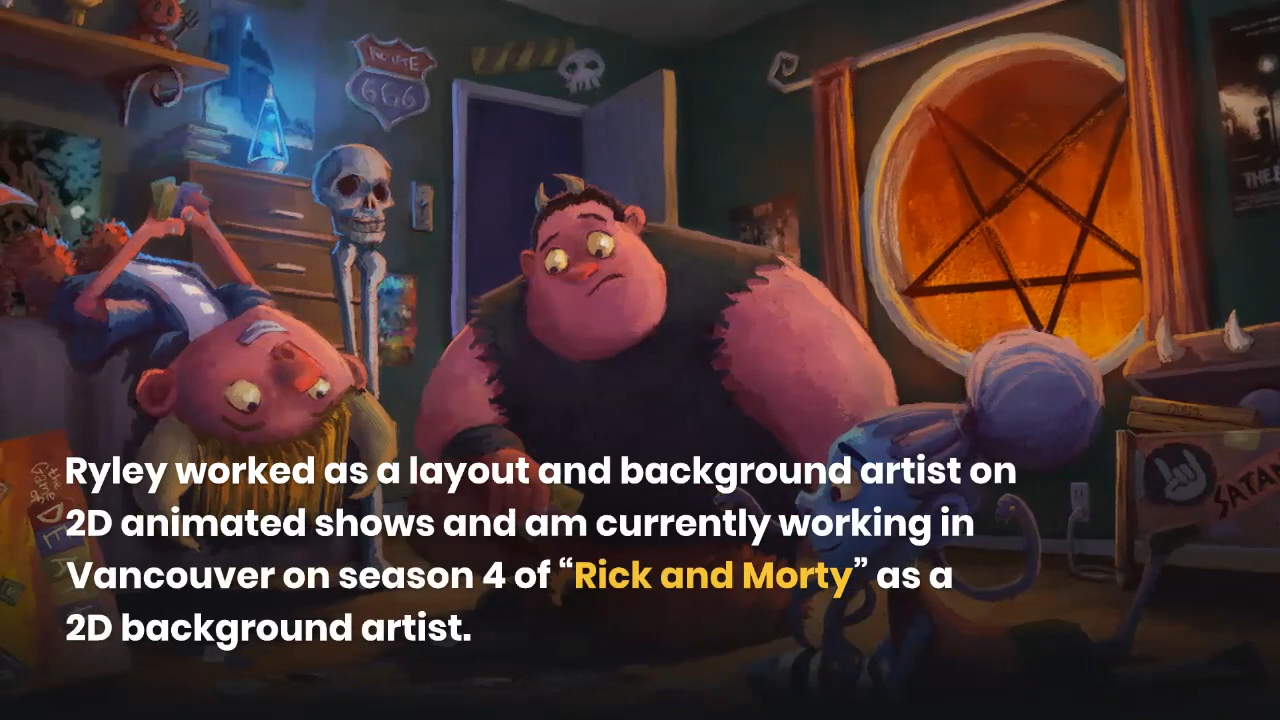 ROUTE
666
THE
SATAN
Ryley worked as a layout and background artist on
2D animated shows and am currently working in
Vancouver on season 4 of “Rick and Morty” as a
2D background artist.